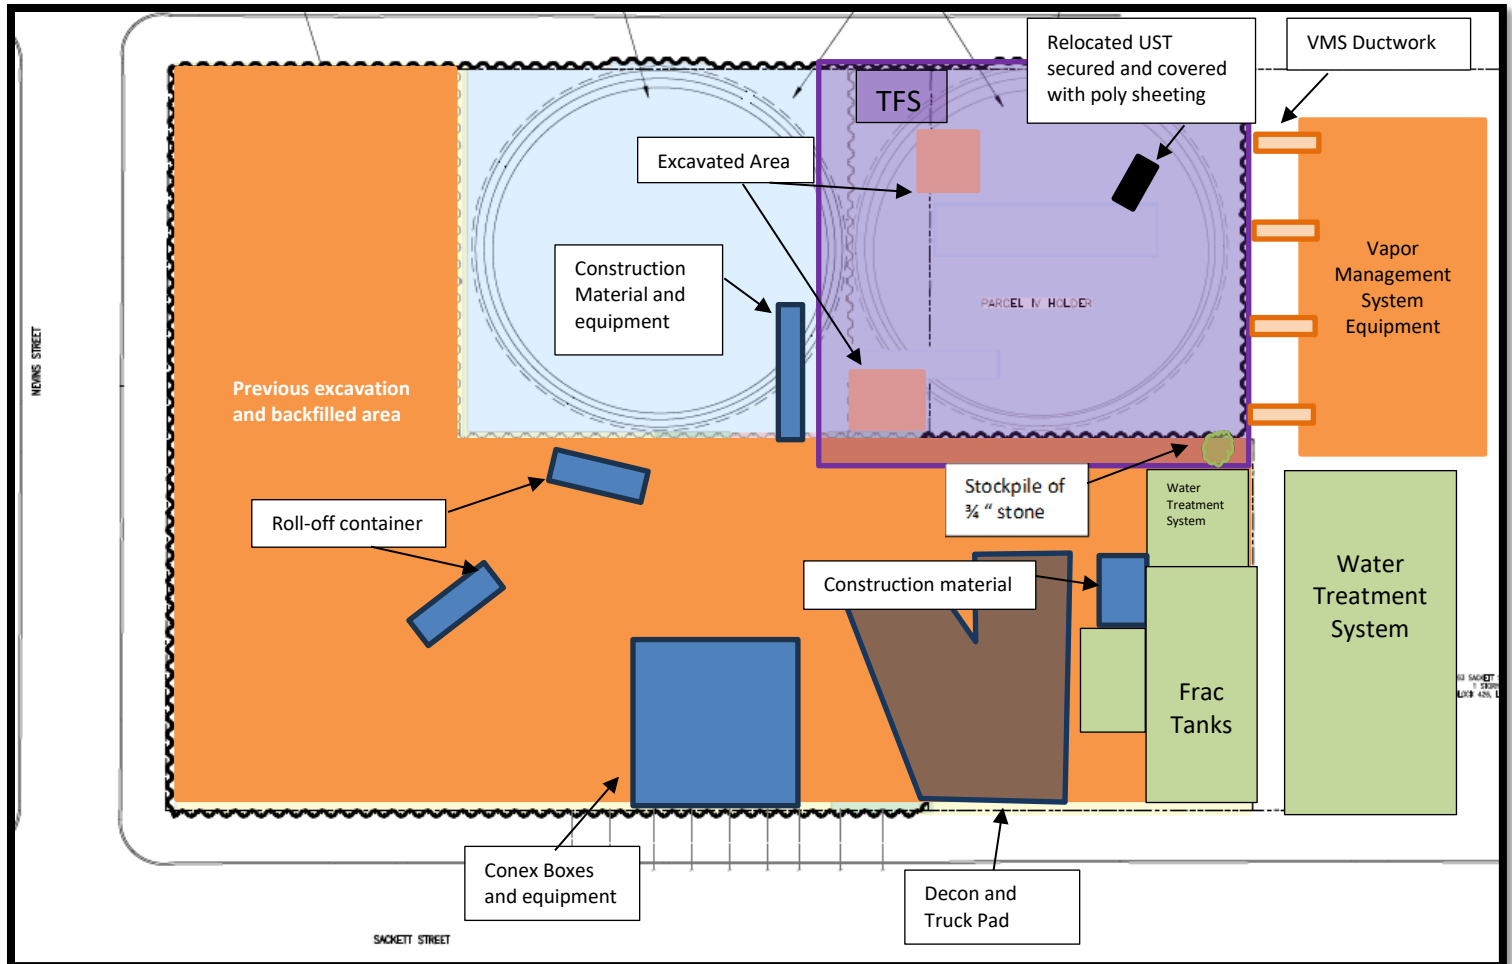 Relocated UST
secured and covered
with poly sheeting
VMS Ductwork
TFS
Excavated Area
Construction
Material and
equipment
PARCEL IV HOLDER
Vapor
Management
System
Equipment
NEVINS STREET
Previous excavation
and backfilled area
Roll-off container
Stockpile of
¾ “ stone
Water
Treatment
System
Construction material
Water
Treatment
System
Frac
Tanks
Conex Boxes
and equipment
Decon and
Truck Pad
SACKETT STREET